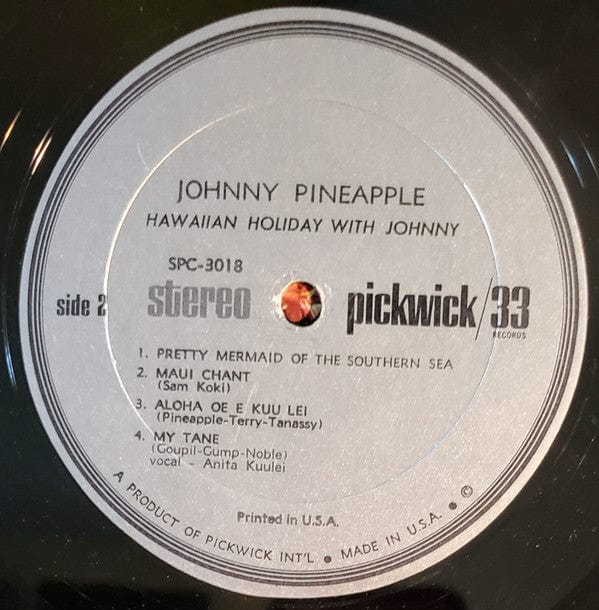 JOHNNY PINEAPPLE
HAWAIIAN HOLIDAY WITH JOHNNY
SPC-3018
side 2
stereo
pickwick/33
RECORDS
1. PRETTY MERMAID OF THE SOUTHERN SEA
2. MAUI CHANT
(Sam Koki)
3. ALOHA OE E KUU LEI
(Pineapple-Terry-Tanassy)
4. MY TANE
(Goupil-Gump-Noble)
vocal - Anita Kuulei
Printed in U.S.A.
A PRODUCT OF PICKWICK INT'L ● MADE IN U.S.A. ● ©